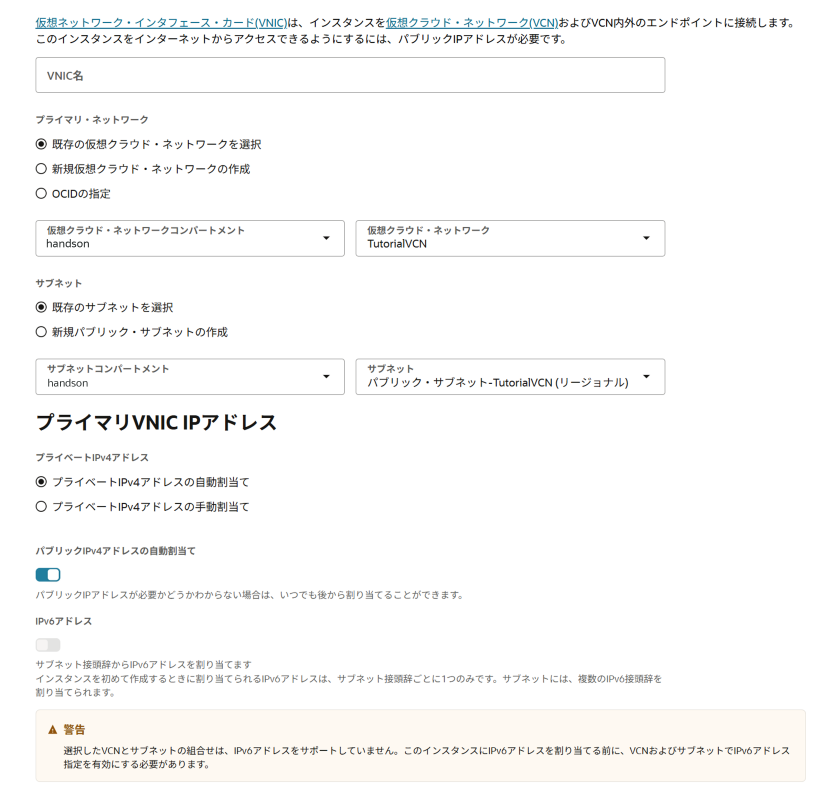 仮想ネットワーク・インタフェース・カード(VNIC)は、インスタンスを仮想クラウド・ネットワーク(VCN)およびVCN内外のエンドポイントに接続します。
このインスタンスをインターネットからアクセスできるようにするには、パブリックIPアドレスが必要です。
VNIC名
プライマリ・ネットワーク
既存の仮想クラウド・ネットワークを選択
新規仮想クラウド・ネットワークの作成
OCIDの指定
仮想クラウド・ネットワークコンパートメント
handson
仮想クラウド・ネットワーク
TutorialVCN
サブネット
既存のサブネットを選択
新規パブリック・サブネットの作成
サブネットコンパートメント
handson
サブネット
パブリック・サブネット-TutorialVCN (リージョナル)
プライマリVNIC IPアドレス
プライベートIPv4アドレス
プライベートIPv4アドレスの自動割当て
プライベートIPv4アドレスの手動割当て
パブリックIPv4アドレスの自動割当て
パブリックIPアドレスが必要かどうかわからない場合は、いつでも後から割り当てることができます。
IPv6アドレス
サブネット接頭辞からIPv6アドレスを割り当てます
インスタンスを初めて作成するときに割り当てられるIPv6アドレスは、サブネット接頭辞ごとに1つのみです。サブネットには、複数のIPv6接頭辞を
割り当てられます。
警告
選択したVCNとサブネットの組合せは、IPv6アドレスをサポートしていません。このインスタンスにIPv6アドレスを割り当てる前に、VCNおよびサブネットでIPv6アドレス
指定を有効にする必要があります。